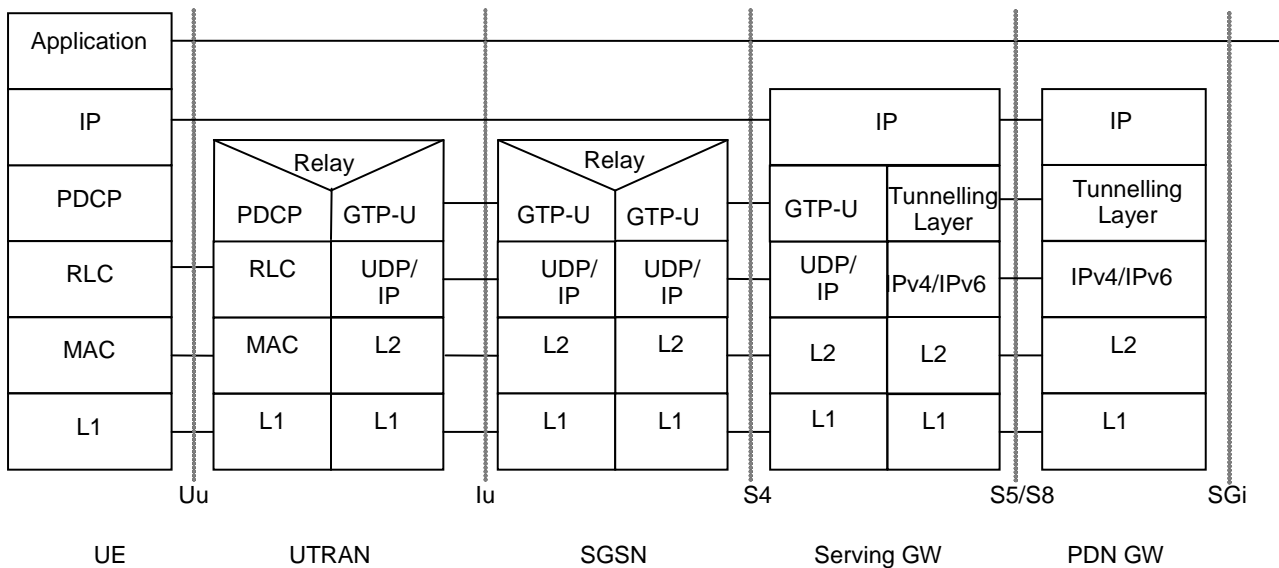 Application
IP
IP
IP
Relay
Relay
PDCP
PDCP
GTP-U
GTP-U
GTP-U
GTP-U
Tunnelling
Layer
Tunnelling
Layer
RLC
RLC
UDP/
IP
UDP/
IP
UDP/
IP
UDP/
IP
IPv4/IPv6
IPv4/IPv6
MAC
MAC
L2
L2
L2
L2
L2
L2
L1
L1
L1
L1
L1
L1
L1
L1
Uu
Iu
S4
S5/S8
SGi
UE
UTRAN
SGSN
Serving GW
PDN GW